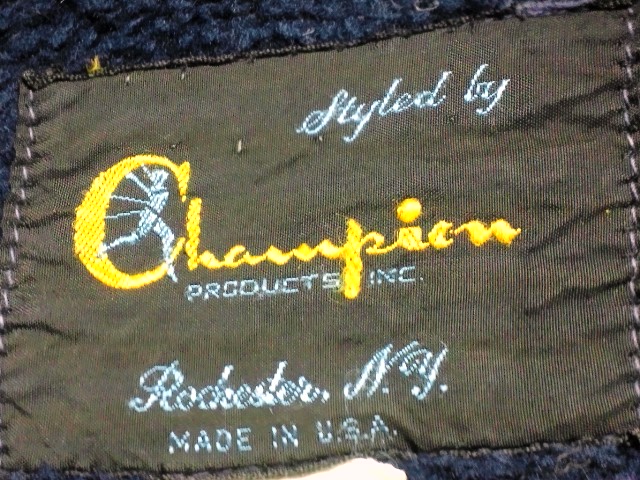 Styled by
Champion
PRODUCTS, INC.
Rochester, N.Y.
MADE IN U.S.A.